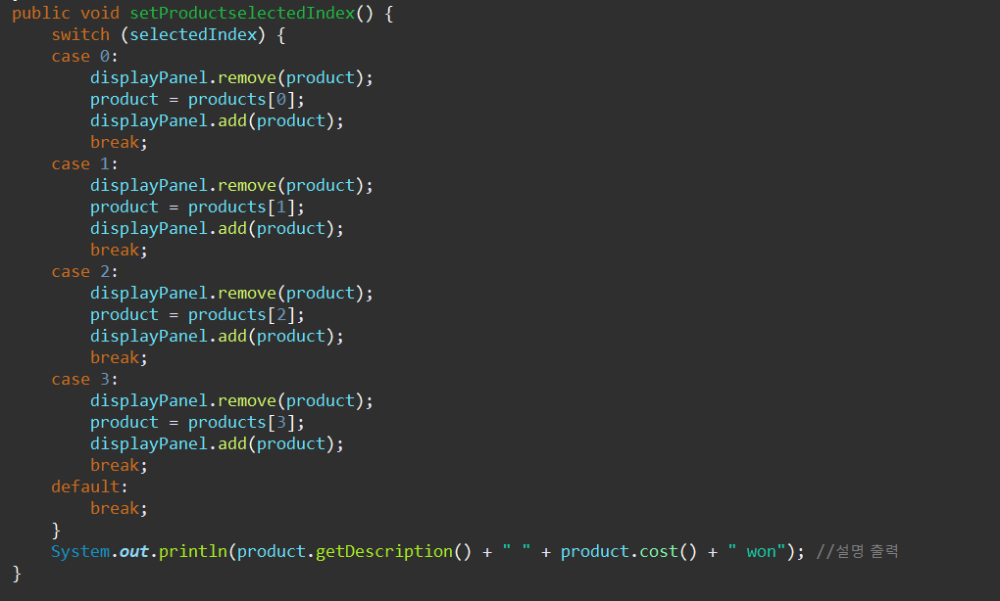 public void setProductselectedIndex() {
    switch (selectedIndex) {
    case 0:
        displayPanel.remove(product);
        product = products[0];
        displayPanel.add(product);
        break;
    case 1:
        displayPanel.remove(product);
        product = products[1];
        displayPanel.add(product);
        break;
    case 2:
        displayPanel.remove(product);
        product = products[2];
        displayPanel.add(product);
        break;
    case 3:
        displayPanel.remove(product);
        product = products[3];
        displayPanel.add(product);
        break;
    default:
        break;
    }
    System.out.println(product.getDescription() + " " + product.cost() + " won"); //설명 출력
}